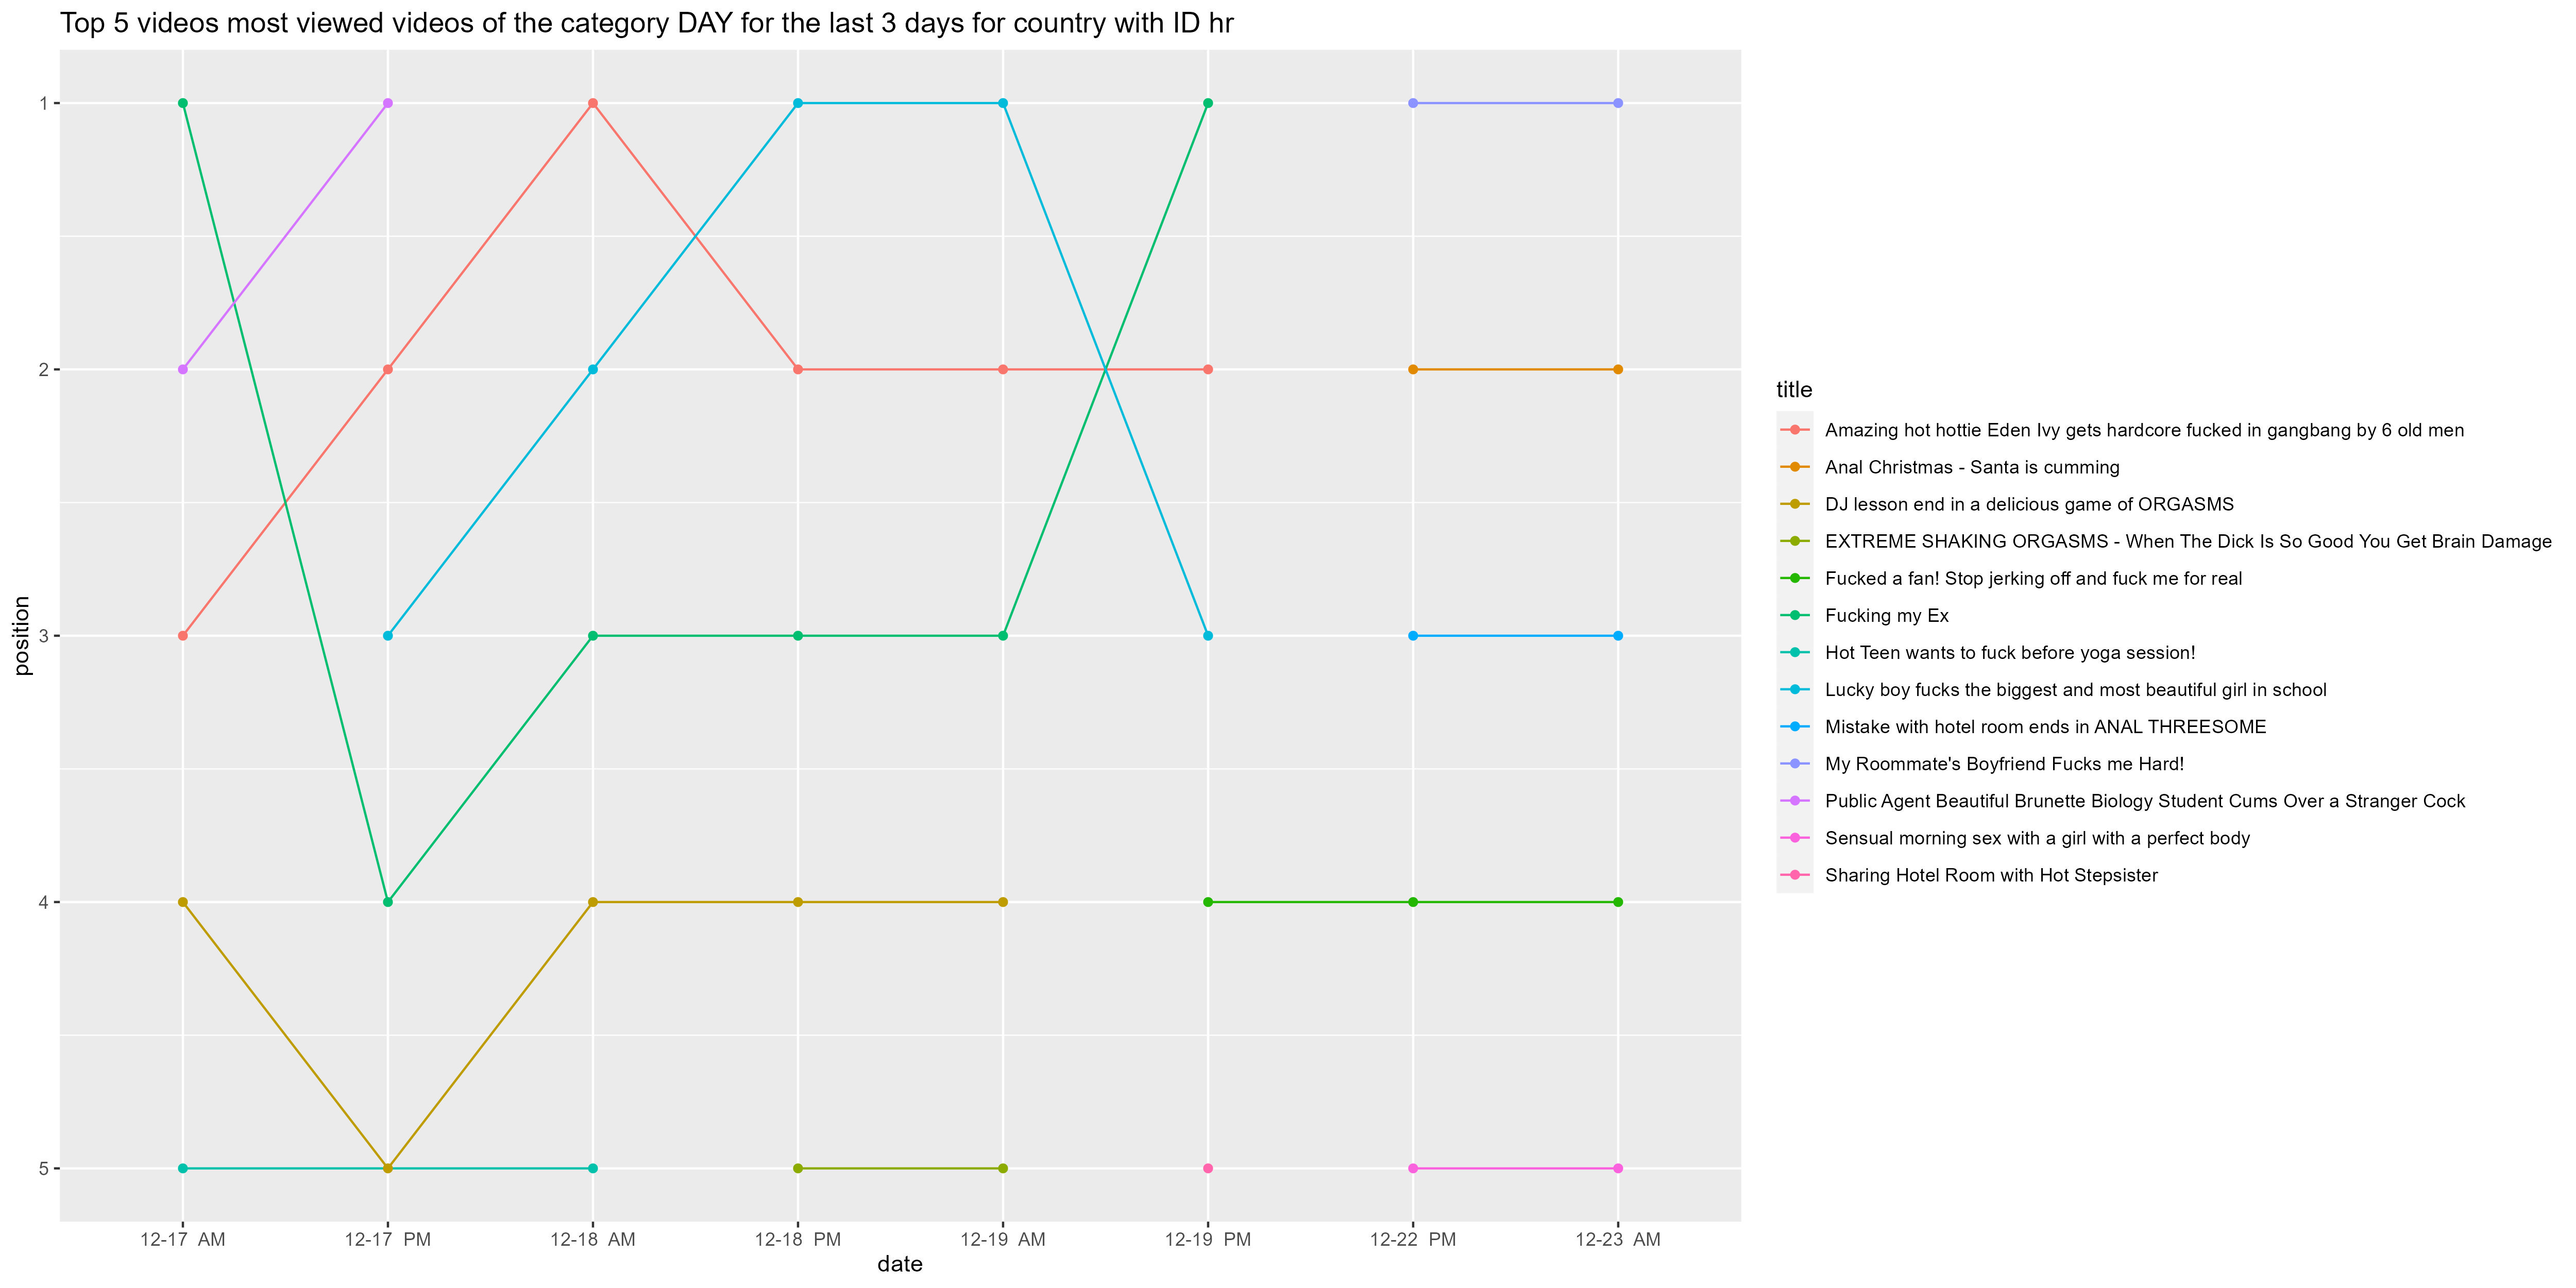 Top 5 videos most viewed videos of the category DAY for the last 3 days for country with ID hr
1
2
3
4
5
position
12-17 AM
12-17 PM
12-18 AM
12-18 PM
12-19 AM
12-19 PM
12-22 PM
12-23 AM
date
title
Amazing hot hottie Eden Ivy gets hardcore fucked in gangbang by 6 old men
Anal Christmas - Santa is cumming
DJ lesson end in a delicious game of ORGASMS
EXTREME SHAKING ORGASMS - When The Dick Is So Good You Get Brain Damage
Fucked a fan! Stop jerking off and fuck me for real
Fucking my Ex
Hot Teen wants to fuck before yoga session!
Lucky boy fucks the biggest and most beautiful girl in school
Mistake with hotel room ends in ANAL THREESOME
My Roommate's Boyfriend Fucks me Hard!
Public Agent Beautiful Brunette Biology Student Cums Over a Stranger Cock
Sensual morning sex with a girl with a perfect body
Sharing Hotel Room with Hot Stepsister